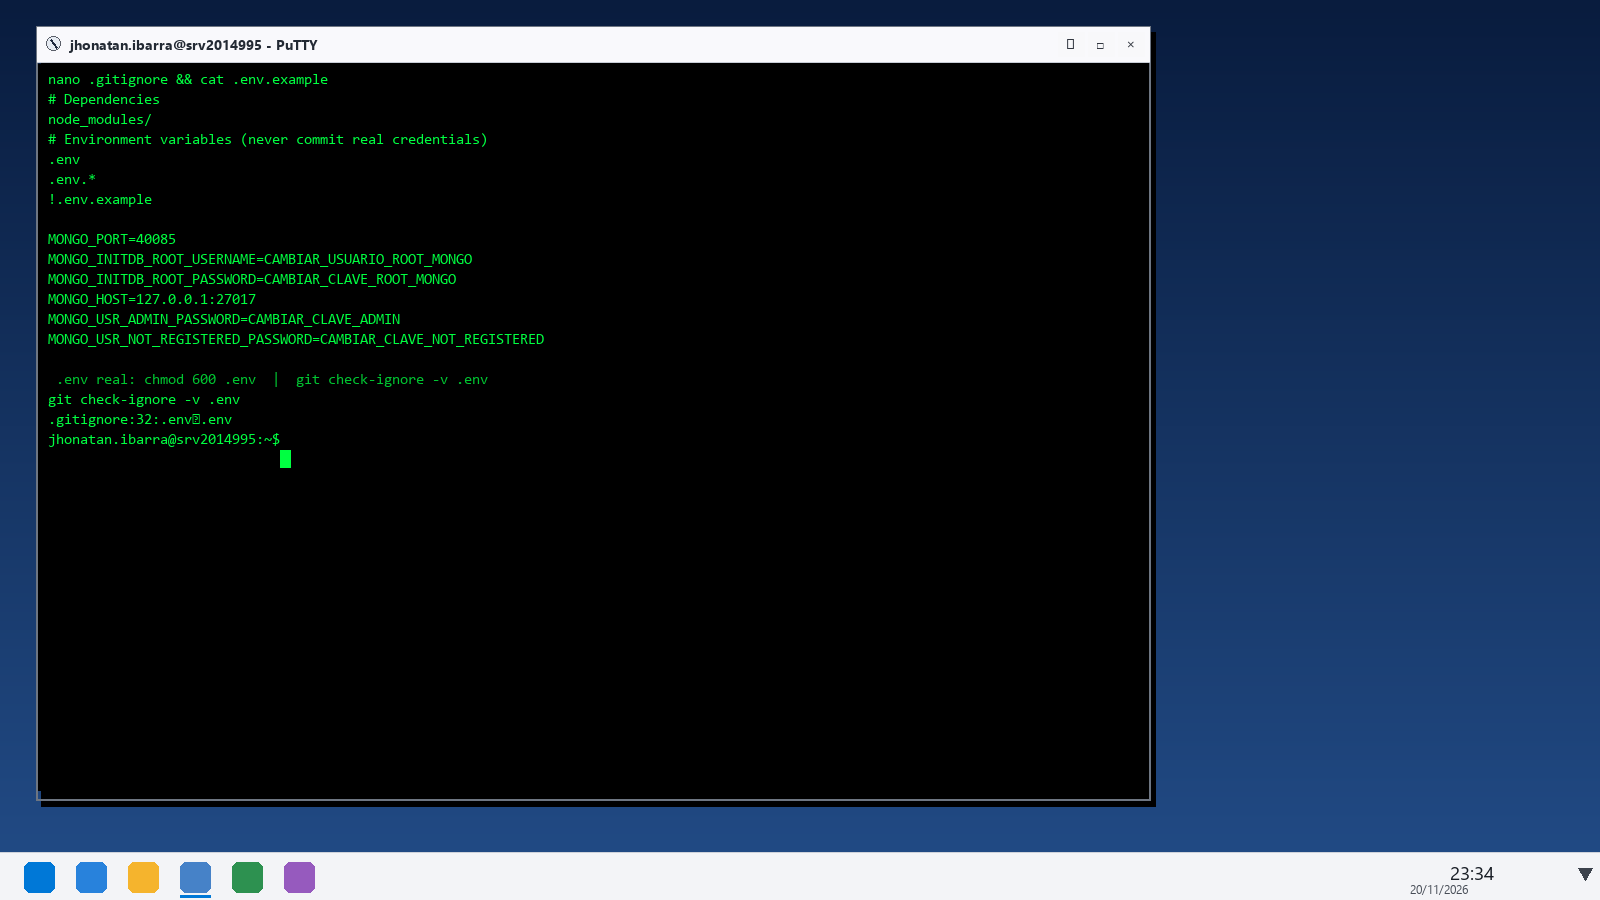 jhonatan.ibarra@srv2014995 - PuTTY
nano .gitignore && cat .env.example
# Dependencies
node_modules/
# Environment variables (never commit real credentials)
.env
.env.*
!.env.example
MONGO_PORT=40085
MONGO_INITDB_ROOT_USERNAME=CAMBIAR_USUARIO_ROOT_MONGO
MONGO_INITDB_ROOT_PASSWORD=CAMBIAR_CLAVE_ROOT_MONGO
MONGO_HOST=127.0.0.1:27017
MONGO_USR_ADMIN_PASSWORD=CAMBIAR_CLAVE_ADMIN
MONGO_USR_NOT_REGISTERED_PASSWORD=CAMBIAR_CLAVE_NOT_REGISTERED
.env real: chmod 600 .env | git check-ignore -v .env
git check-ignore -v .env
.gitignore:32:.env .env
jhonatan.ibarra@srv2014995:~$
23:34
20/11/2026